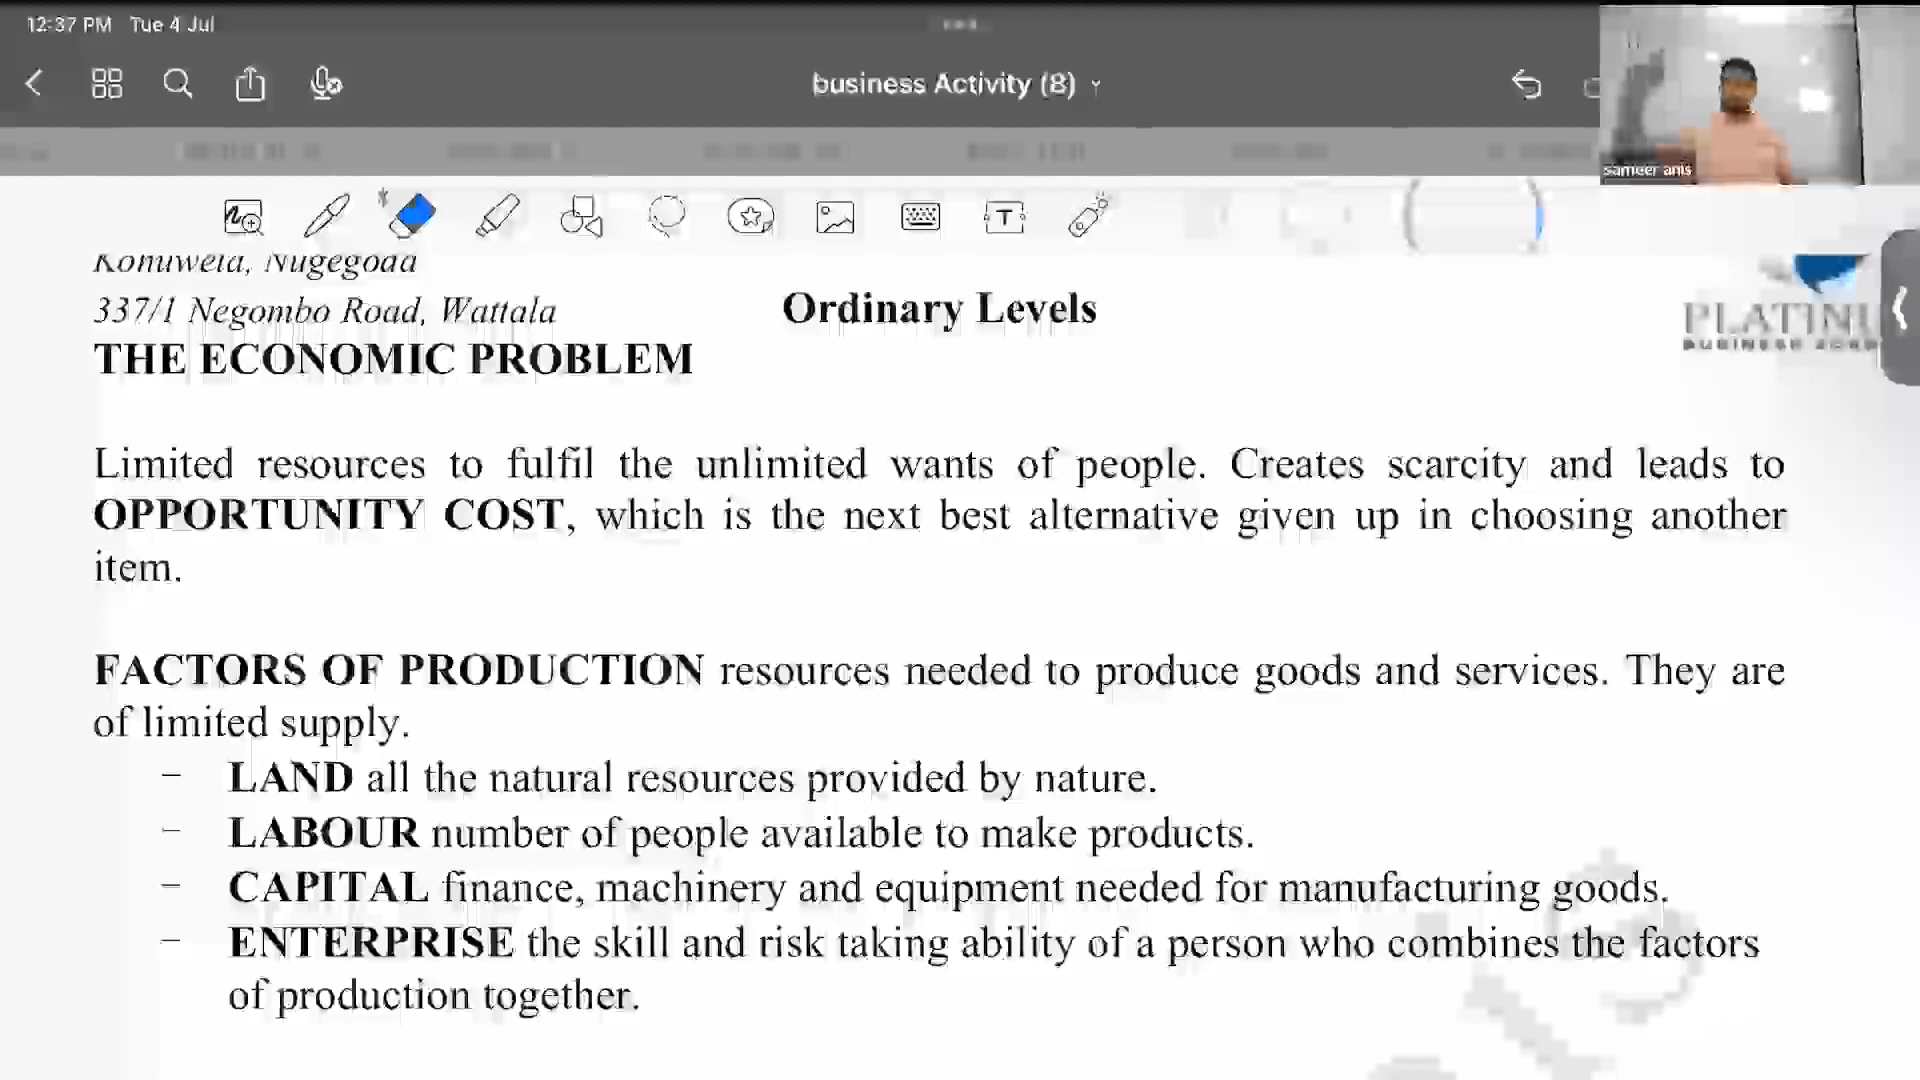 12:37 PM Tue 4 Jul
business Activity (8)
sameer anis
T
337/1 Negombo Road, Wattala
Ordinary Levels
THE ECONOMIC PROBLEM
Limited resources to fulfil the unlimited wants of people. Creates scarcity and leads to
OPPORTUNITY COST, which is the next best alternative given up in choosing another
item.
FACTORS OF PRODUCTION resources needed to produce goods and services. They are
of limited supply.
– LAND all the natural resources provided by nature.
– LABOUR number of people available to make products.
– CAPITAL finance, machinery and equipment needed for manufacturing goods.
– ENTERPRISE the skill and risk taking ability of a person who combines the factors
of production together.